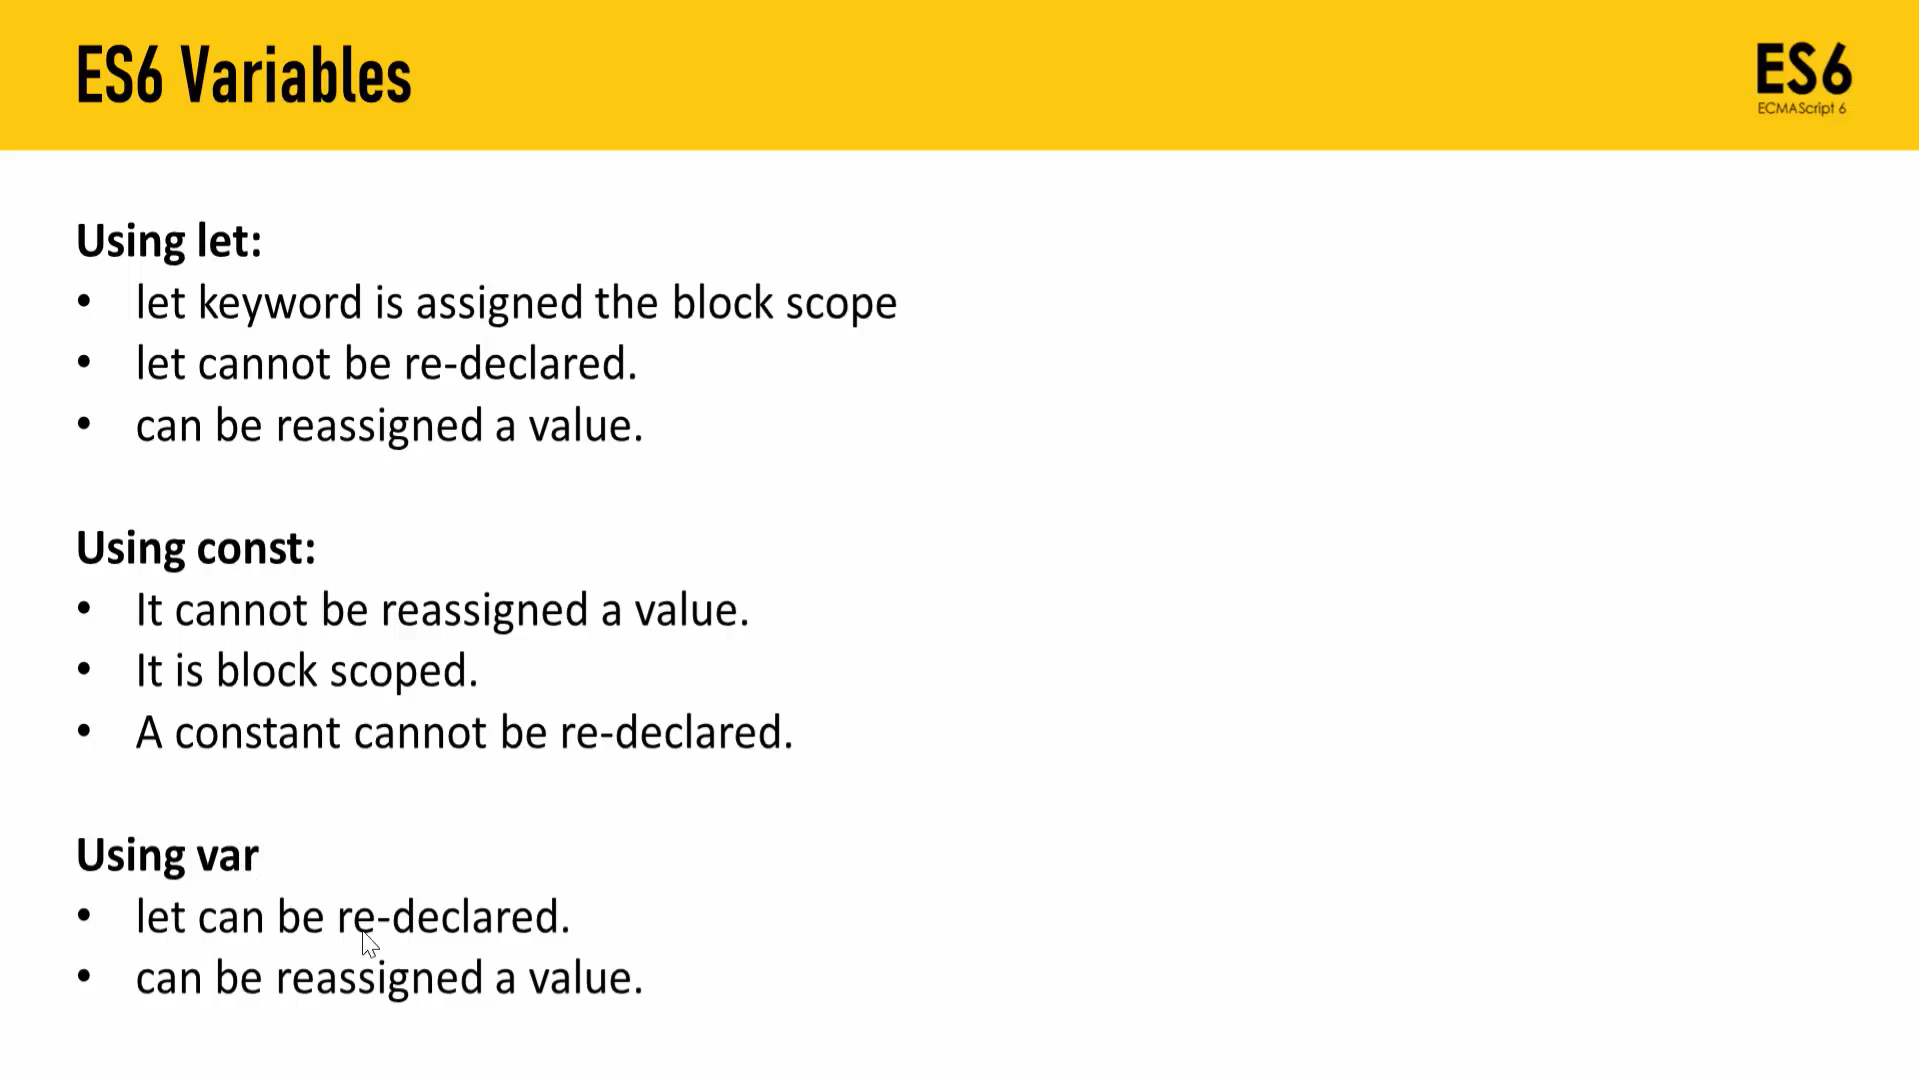 ES6 Variables
ES6
ECMAScript 6
Using let:
• let keyword is assigned the block scope
• let cannot be re-declared.
• can be reassigned a value.
Using const:
• It cannot be reassigned a value.
• It is block scoped.
• A constant cannot be re-declared.
Using var
• let can be re-declared.
• can be reassigned a value.